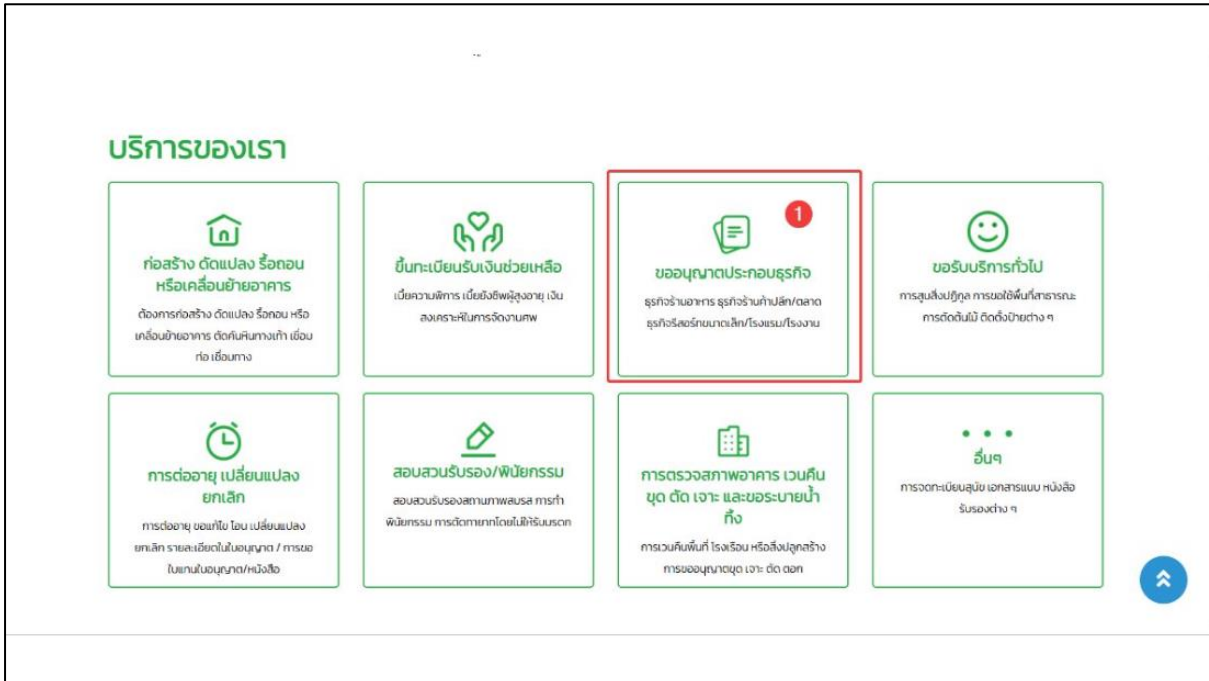 บริการของเรา
ก่อสร้าง ดัดแปลง รื้อถอน
หรือเคลื่อนย้ายอาคาร
ต้องการก่อสร้าง ดัดแปลง รื้อถอน หรือ
เคลื่อนย้ายอาคาร ตัดคันหินทางเท้า เชื่อม
ท่อ เชื่อมทาง
ขึ้นทะเบียนรับเงินช่วยเหลือ
เบี้ยความพิการ เบี้ยยังชีพผู้สูงอายุ เงิน
สงเคราะห์ในการจัดงานศพ
1
ขออนุญาตประกอบธุรกิจ
ธุรกิจร้านอาหาร ธุรกิจร้านค้าปลีก/ตลาด
ธุรกิจรีสอร์ทขนาดเล็ก/โรงแรม/โรงงาน
ขอรับบริการทั่วไป
การสูบสิ่งปฏิกูล การขอใช้พื้นที่สาธารณะ
การตัดต้นไม้ ติดตั้งป้ายต่าง ๆ
การต่ออายุ เปลี่ยนแปลง
ยกเลิก
การต่ออายุ ขอแก้ไข โอน เปลี่ยนแปลง
ยกเลิก รายละเอียดในใบอนุญาต / การขอ
ใบแทนใบอนุญาต/หนังสือ
สอบสวนรับรอง/พินัยกรรม
สอบสวนรับรองสถานภาพสมรส การทำ
พินัยกรรม การตัดทายาทโดยไม่ให้รับมรดก
การตรวจสภาพอาคาร เวนคืน
ขุด ตัด เจาะ และขอระบายน้ำ
ทิ้ง
การเวนคืนพื้นที่ โรงเรือน หรือสิ่งปลูกสร้าง
การขออนุญาตขุด เจาะ ตัด ตอก
อื่นๆ
การจดทะเบียนสุนัข เอกสารแบบ หนังสือ
รับรองต่าง ๆ